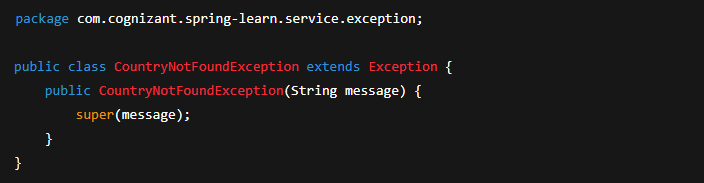 package com.cognizant.spring-learn.service.exception;
public class CountryNotFoundException extends Exception {
public CountryNotFoundException(String message) {
super(message);
}
}